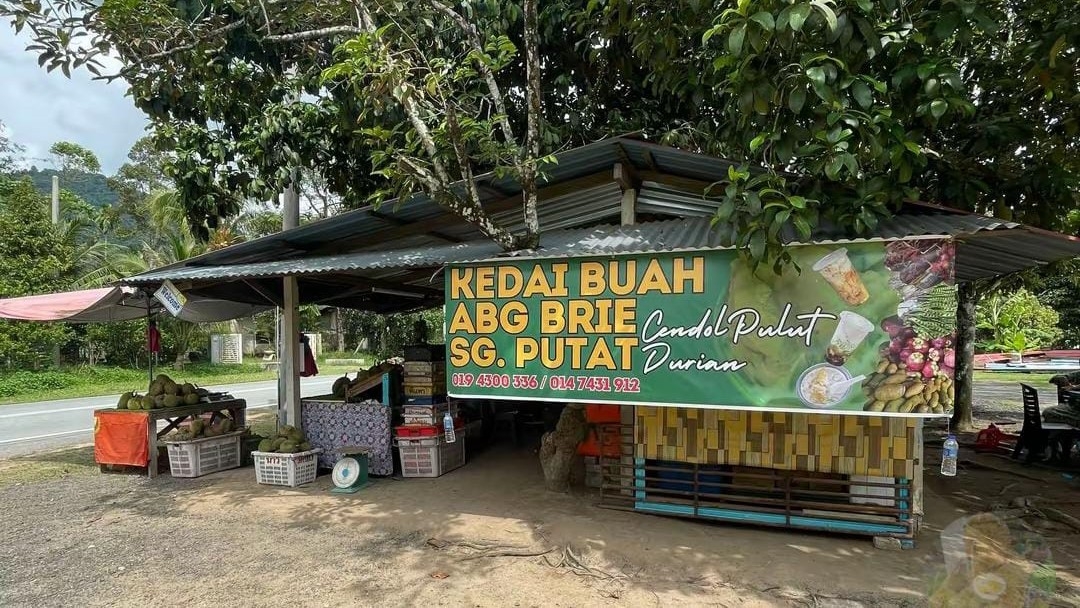 KEDAI BUAH
ABG BRIE
SG. PUTAT
Cendol Pulut
Durian
019 4300 336 / 014 7431 912